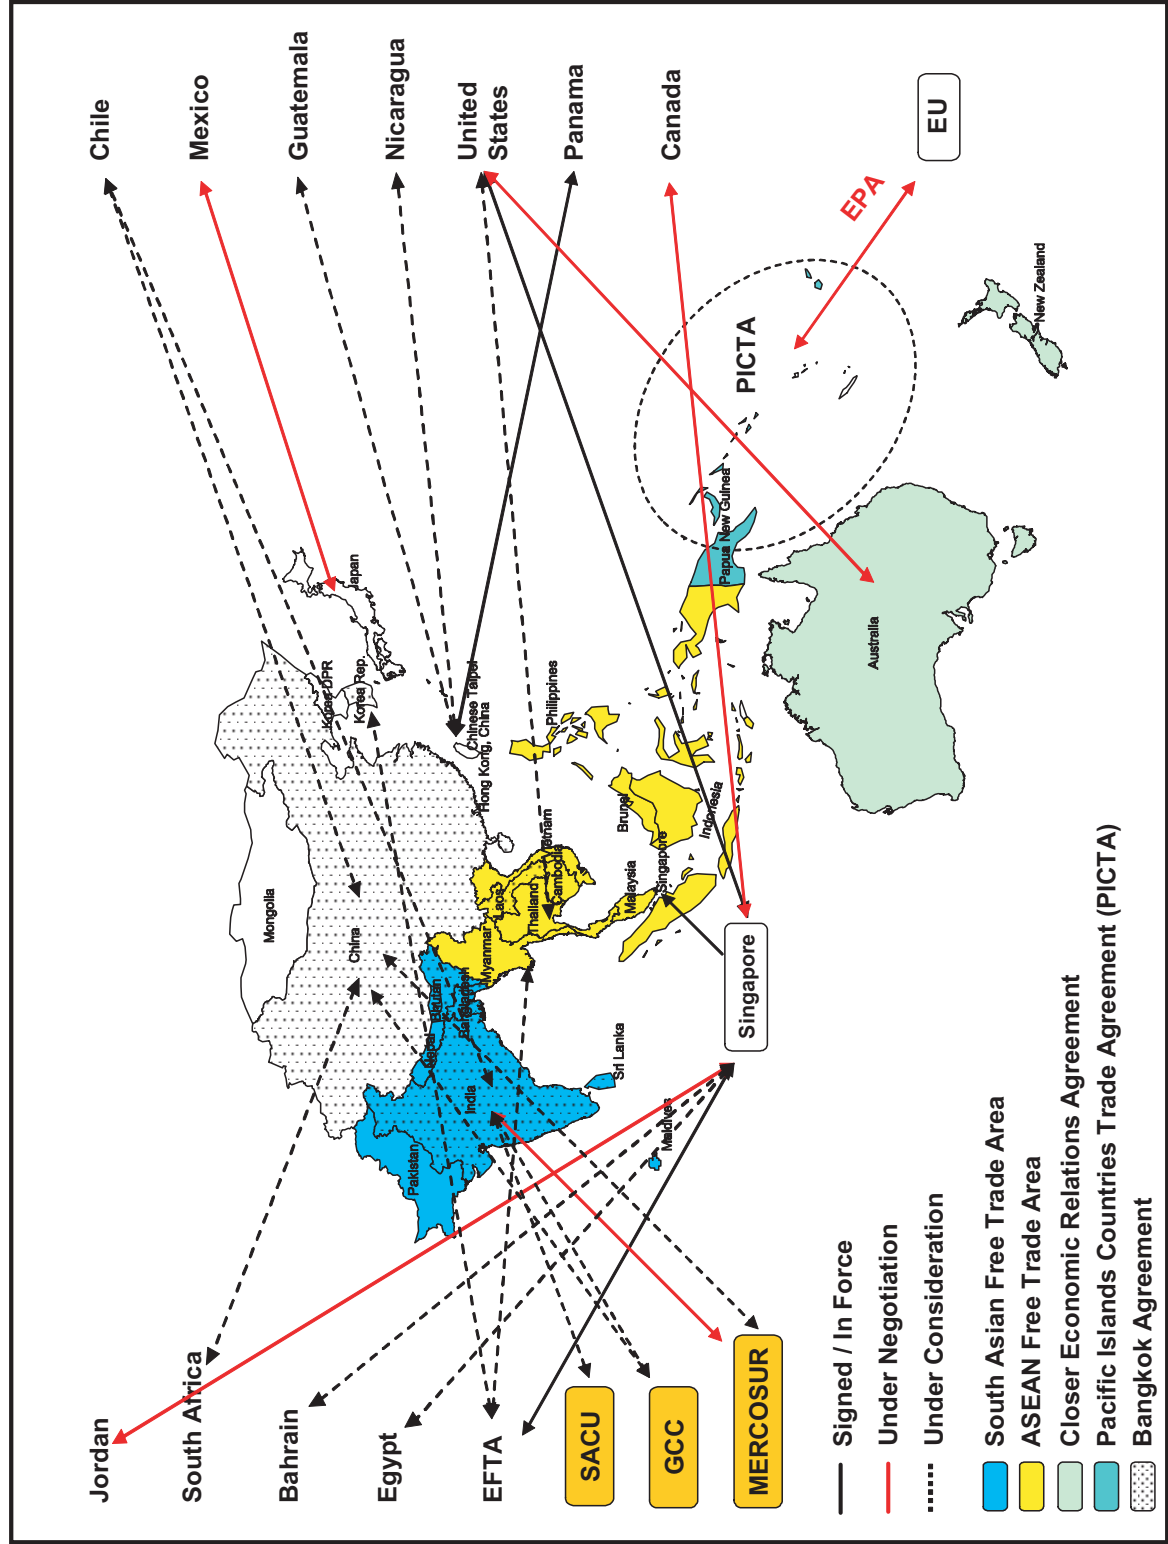 Jordan
South Africa
Bahrain
Egypt
EFTA
SACU
GCC
MERCOSUR
Chile
Mexico
Guatemala
Nicaragua
United
States
Panama
Canada
EU
EPA
PICTA
Mongolia
China
Korea DPR
Korea Rep.
Japan
Chinese Taipei
Hong Kong, China
Pakistan
Nepal
Bhutan
Bangladesh
India
Sri Lanka
Maldives
Myanmar
Laos
Thailand
Vietnam
Cambodia
Philippines
Malaysia
Brunei
Singapore
Indonesia
Papua New Guinea
Australia
New Zealand
Singapore
Signed / In Force
Under Negotiation
Under Consideration
South Asian Free Trade Area
ASEAN Free Trade Area
Closer Economic Relations Agreement
Pacific Islands Countries Trade Agreement (PICTA)
Bangkok Agreement